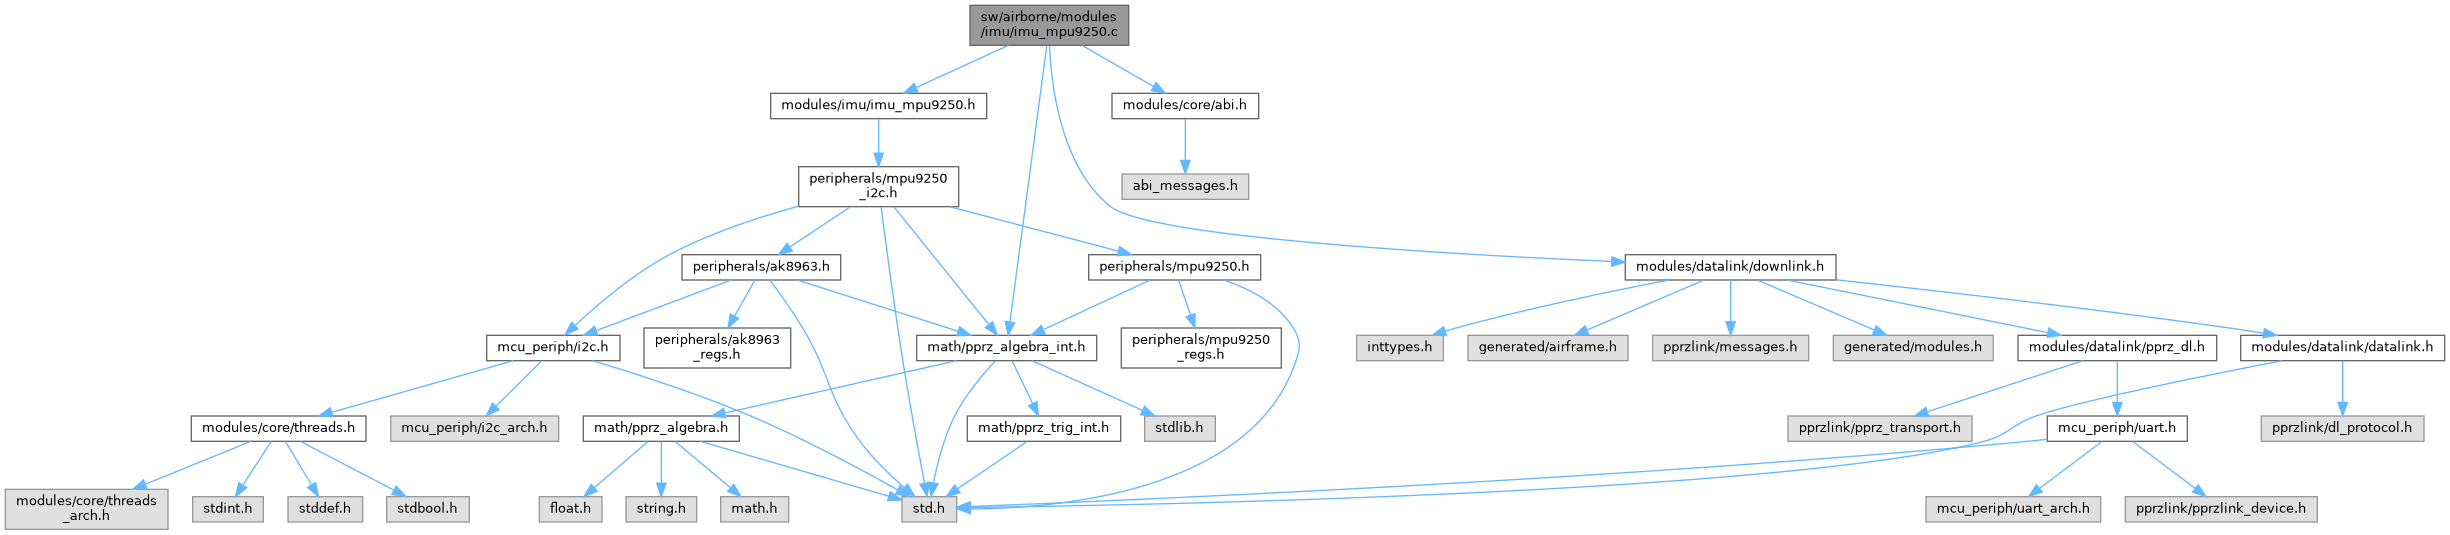 sw/airborne/modules
/imu/imu_mpu9250.c
modules/imu/imu_mpu9250.h
modules/core/abi.h
peripherals/mpu9250
_i2c.h
abi_messages.h
peripherals/ak8963.h
peripherals/mpu9250.h
modules/datalink/downlink.h
mcu_periph/i2c.h
peripherals/ak8963
_regs.h
math/pprz_algebra_int.h
peripherals/mpu9250
_regs.h
inttypes.h
generated/airframe.h
pprzlink/messages.h
generated/modules.h
modules/datalink/pprz_dl.h
modules/datalink/datalink.h
modules/core/threads.h
mcu_periph/i2c_arch.h
math/pprz_algebra.h
math/pprz_trig_int.h
stdlib.h
pprzlink/pprz_transport.h
mcu_periph/uart.h
pprzlink/dl_protocol.h
modules/core/threads
_arch.h
stdint.h
stddef.h
stdbool.h
float.h
string.h
math.h
std.h
mcu_periph/uart_arch.h
pprzlink/pprzlink_device.h